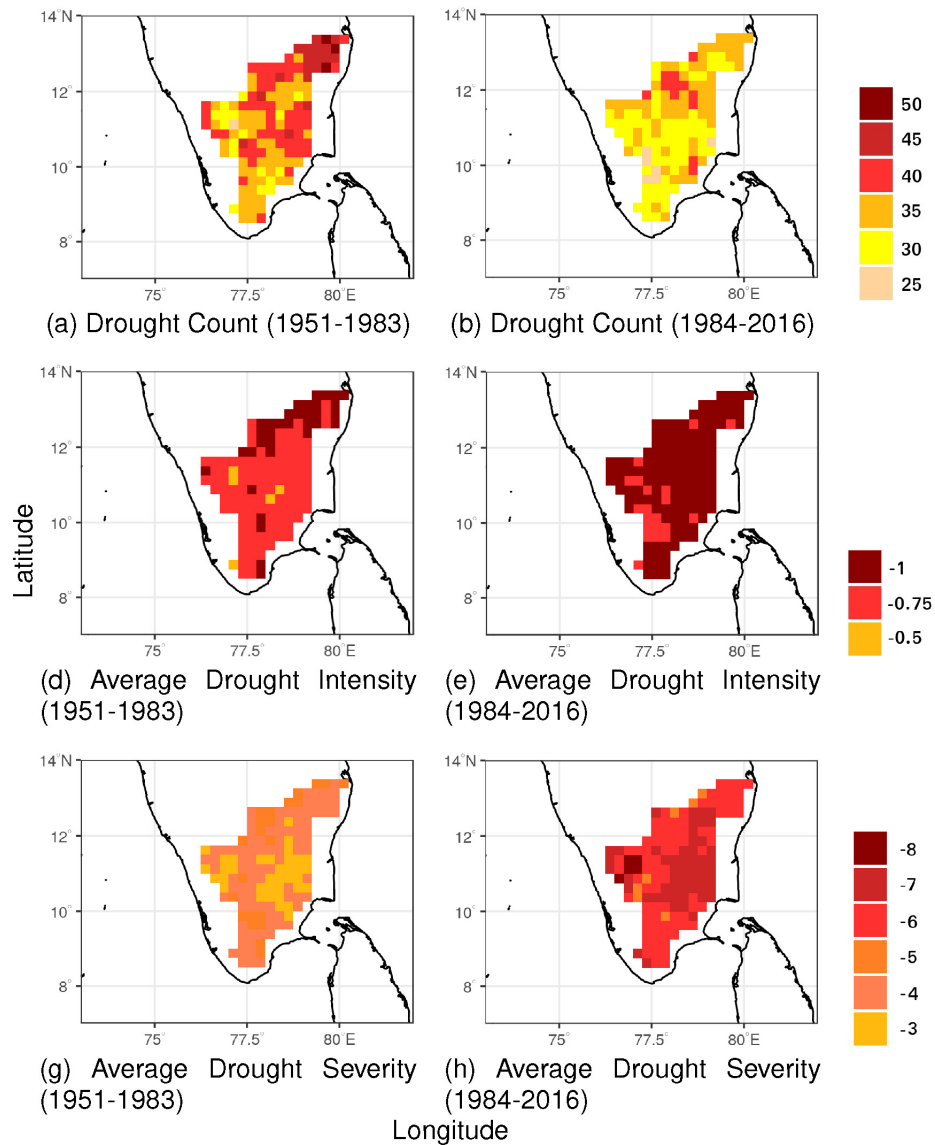 14°N
12°
10°
8°
75° 77.5° 80°E
(a) Drought Count (1951-1983)
14°N
12°
10°
8°
75° 77.5° 80°E
(b) Drought Count (1984-2016)
50
45
40
35
30
25
Latitude
14°N
12°
10°
8°
75° 77.5° 80°E
(d) Average Drought Intensity
(1951-1983)
14°N
12°
10°
8°
75° 77.5° 80°E
(e) Average Drought Intensity
(1984-2016)
-1
-0.75
-0.5
14°N
12°
10°
8°
75° 77.5° 80°E
(g) Average Drought Severity
(1951-1983)
14°N
12°
10°
8°
75° 77.5° 80°E
(h) Average Drought Severity
(1984-2016)
-8
-7
-6
-5
-4
-3
Longitude